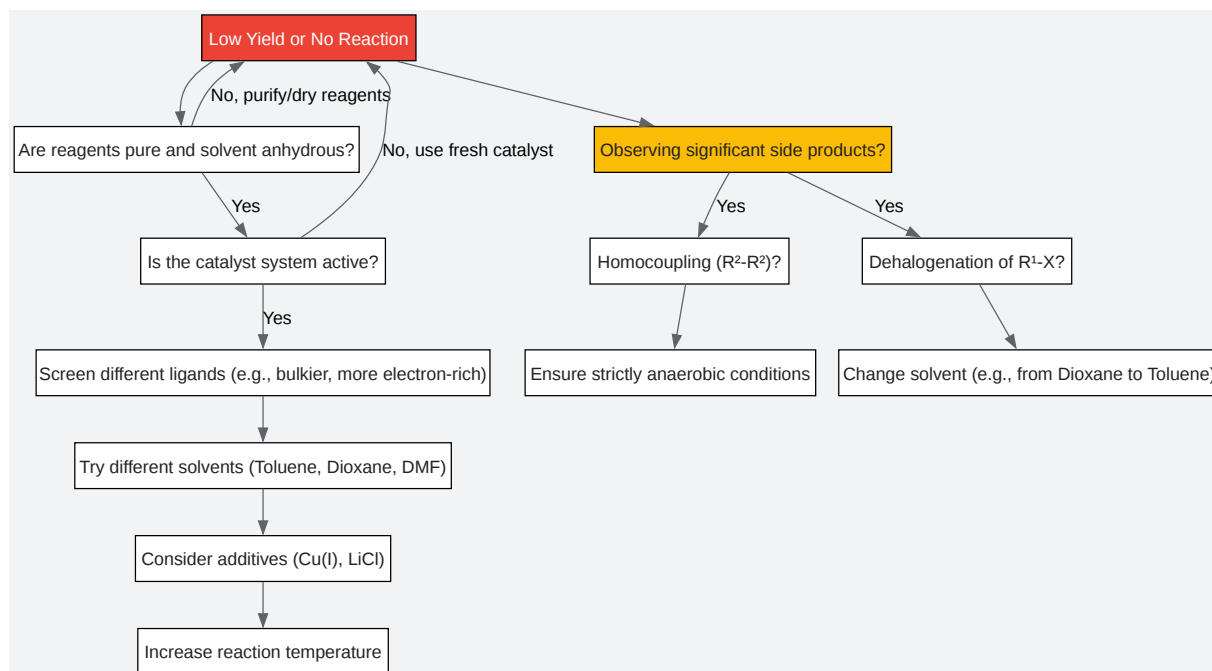 Low Yield or No Reaction
No, purify/dry reagents
Are reagents pure and solvent anhydrous?
No, use fresh catalyst
Observing significant side products?
Yes
Yes
Yes
Is the catalyst system active?
Homocoupling (R²-R²)?
Dehalogenation of R¹-X?
Yes
Screen different ligands (e.g., bulkier, more electron-rich)
Ensure strictly anaerobic conditions
Change solvent (e.g., from Dioxane to Toluene)
Try different solvents (Toluene, Dioxane, DMF)
Consider additives (Cu(I), LiCl)
Increase reaction temperature